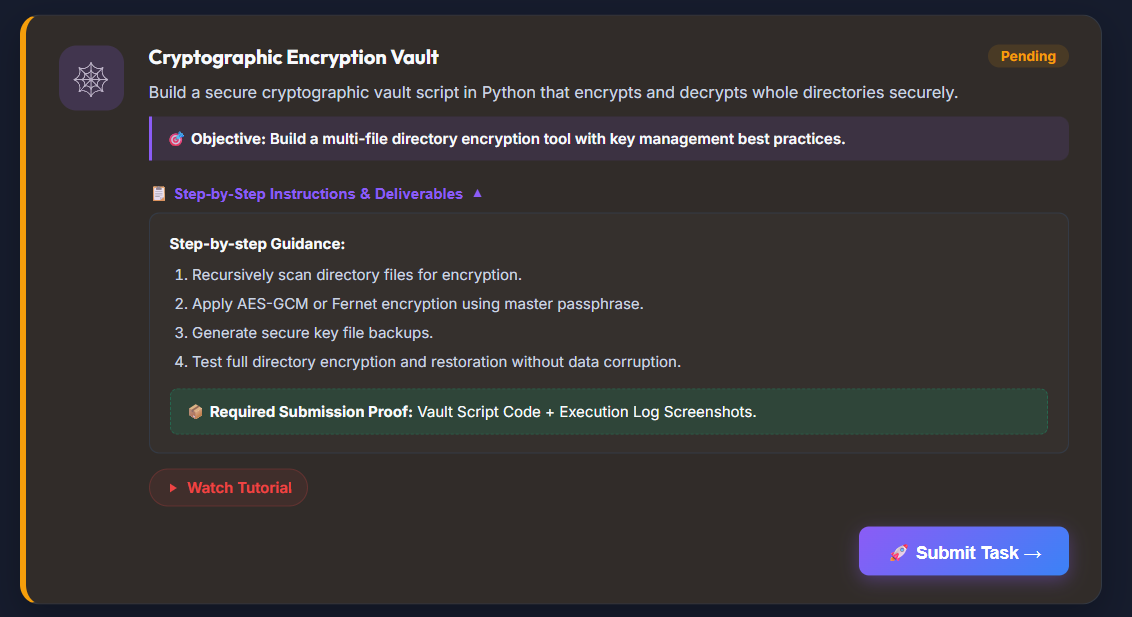 Cryptographic Encryption Vault
Pending
Build a secure cryptographic vault script in Python that encrypts and decrypts whole directories securely.
🎯 Objective: Build a multi-file directory encryption tool with key management best practices.
📋 Step-by-Step Instructions & Deliverables ▲
Step-by-step Guidance:
1. Recursively scan directory files for encryption.
2. Apply AES-GCM or Fernet encryption using master passphrase.
3. Generate secure key file backups.
4. Test full directory encryption and restoration without data corruption.
📦 Required Submission Proof: Vault Script Code + Execution Log Screenshots.
▶ Watch Tutorial
🚀 Submit Task →